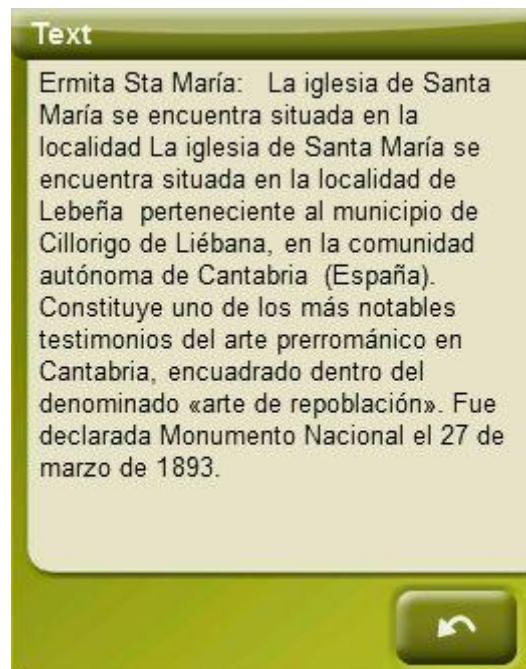 Text
Ermita Sta María:   La iglesia de Santa
María se encuentra situada en la
localidad La iglesia de Santa María se
encuentra situada en la localidad de
Lebeña  perteneciente al municipio de
Cillorigo de Liébana, en la comunidad
autónoma de Cantabria  (España).
Constituye uno de los más notables
testimonios del arte prerrománico en
Cantabria, encuadrado dentro del
denominado «arte de repoblación». Fue
declarada Monumento Nacional el 27 de
marzo de 1893.